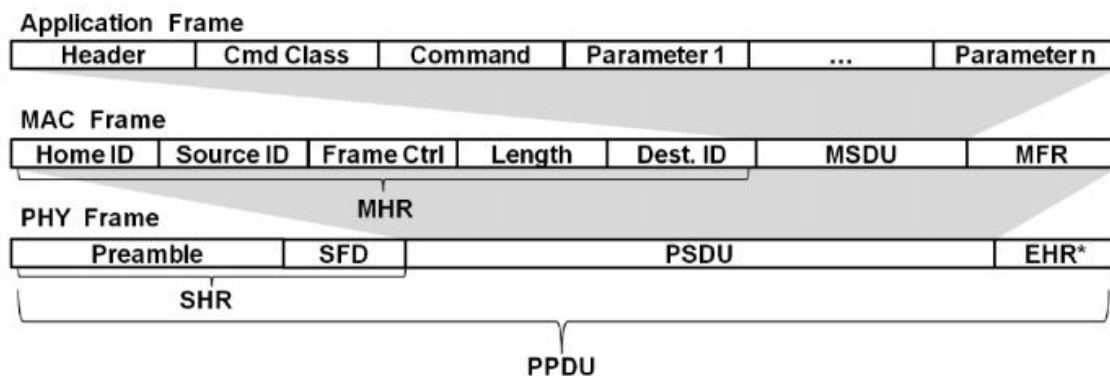 Application Frame
Header Cmd Class Command Parameter 1 ... Parameter n
MAC Frame
Home ID Source ID Frame Ctrl Length Dest. ID MSDU MFR
MHR
PHY Frame
Preamble SFD PSDU EHR*
SHR
PPDU